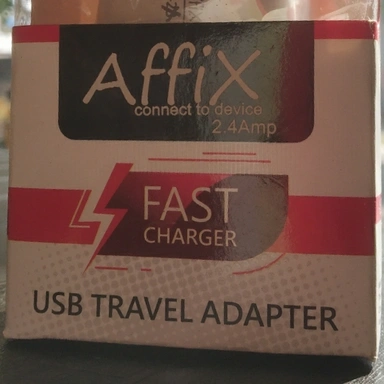 AffiX
connect to device
2.4Amp
FAST
CHARGER
USB TRAVEL ADAPTER